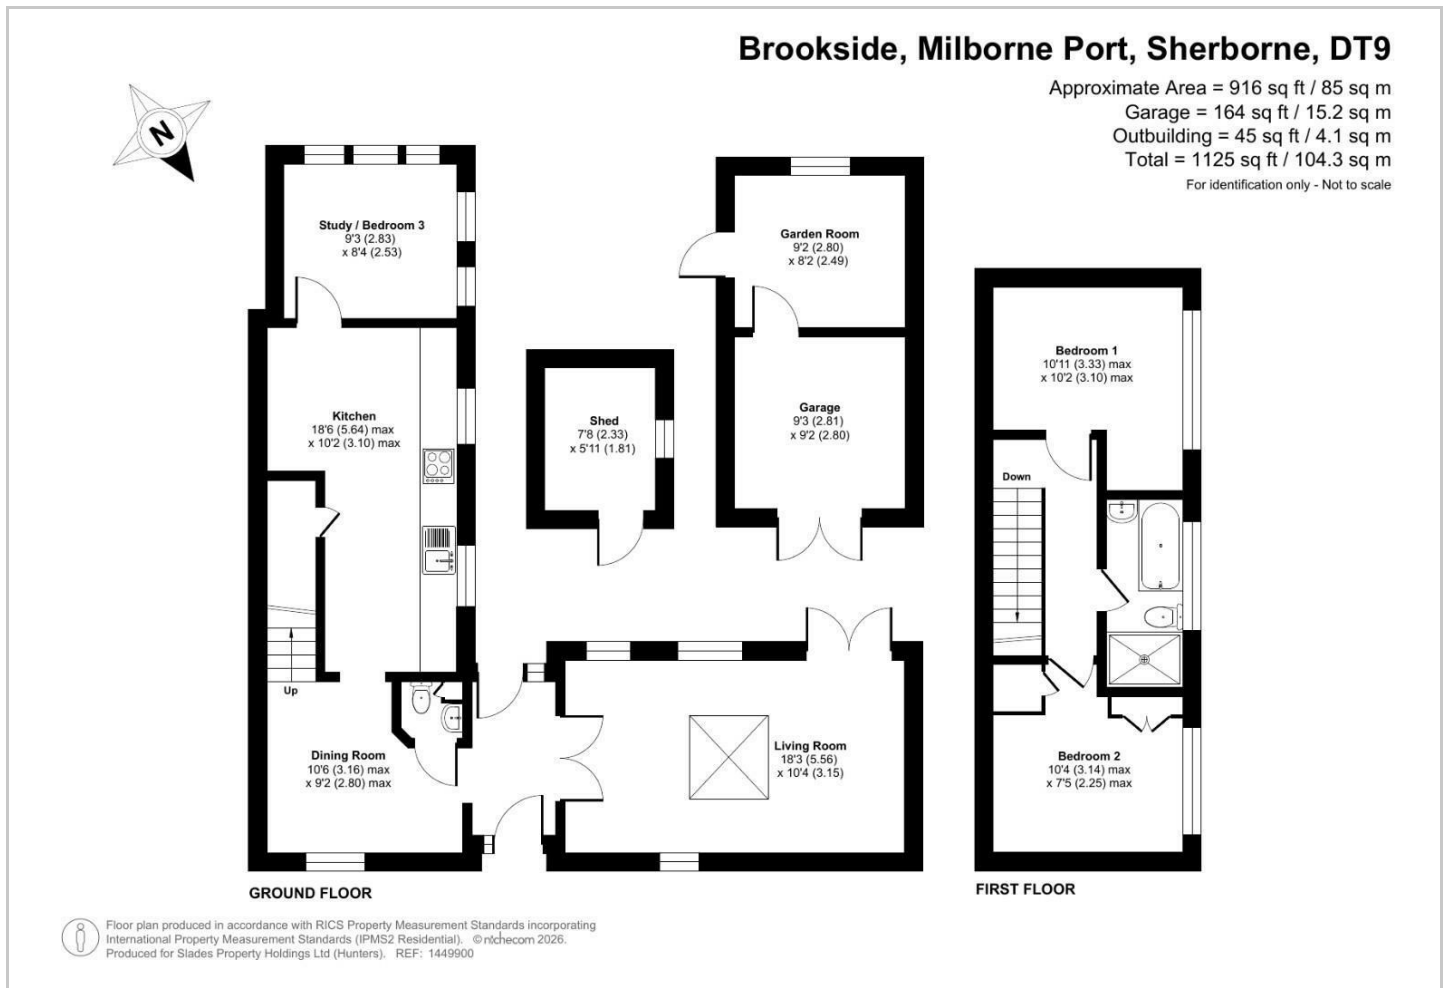 Brookside, Milborne Port, Sherborne, DT9
Approximate Area = 916 sq ft / 85 sq m
Garage = 164 sq ft / 15.2 sq m
Outbuilding = 45 sq ft / 4.1 sq m
Total = 1125 sq ft / 104.3 sq m
For identification only - Not to scale
N
Study / Bedroom 3
9'3 (2.83)
x 8'4 (2.53)
Garden Room
9'2 (2.80)
x 8'2 (2.49)
Kitchen
18'6 (5.64) max
x 10'2 (3.10) max
Shed
7'8 (2.33)
x 5'11 (1.81)
Garage
9'3 (2.81)
x 9'2 (2.80)
Bedroom 1
10'11 (3.33) max
x 10'2 (3.10) max
Down
Up
Dining Room
10'6 (3.16) max
x 9'2 (2.80) max
Living Room
18'3 (5.56)
x 10'4 (3.15)
Bedroom 2
10'4 (3.14) max
x 7'5 (2.25) max
GROUND FLOOR
FIRST FLOOR
Floor plan produced in accordance with RICS Property Measurement Standards incorporating
International Property Measurement Standards (IPMS2 Residential). ©nichecom 2026.
Produced for Slades Property Holdings Ltd (Hunters). REF: 1449900